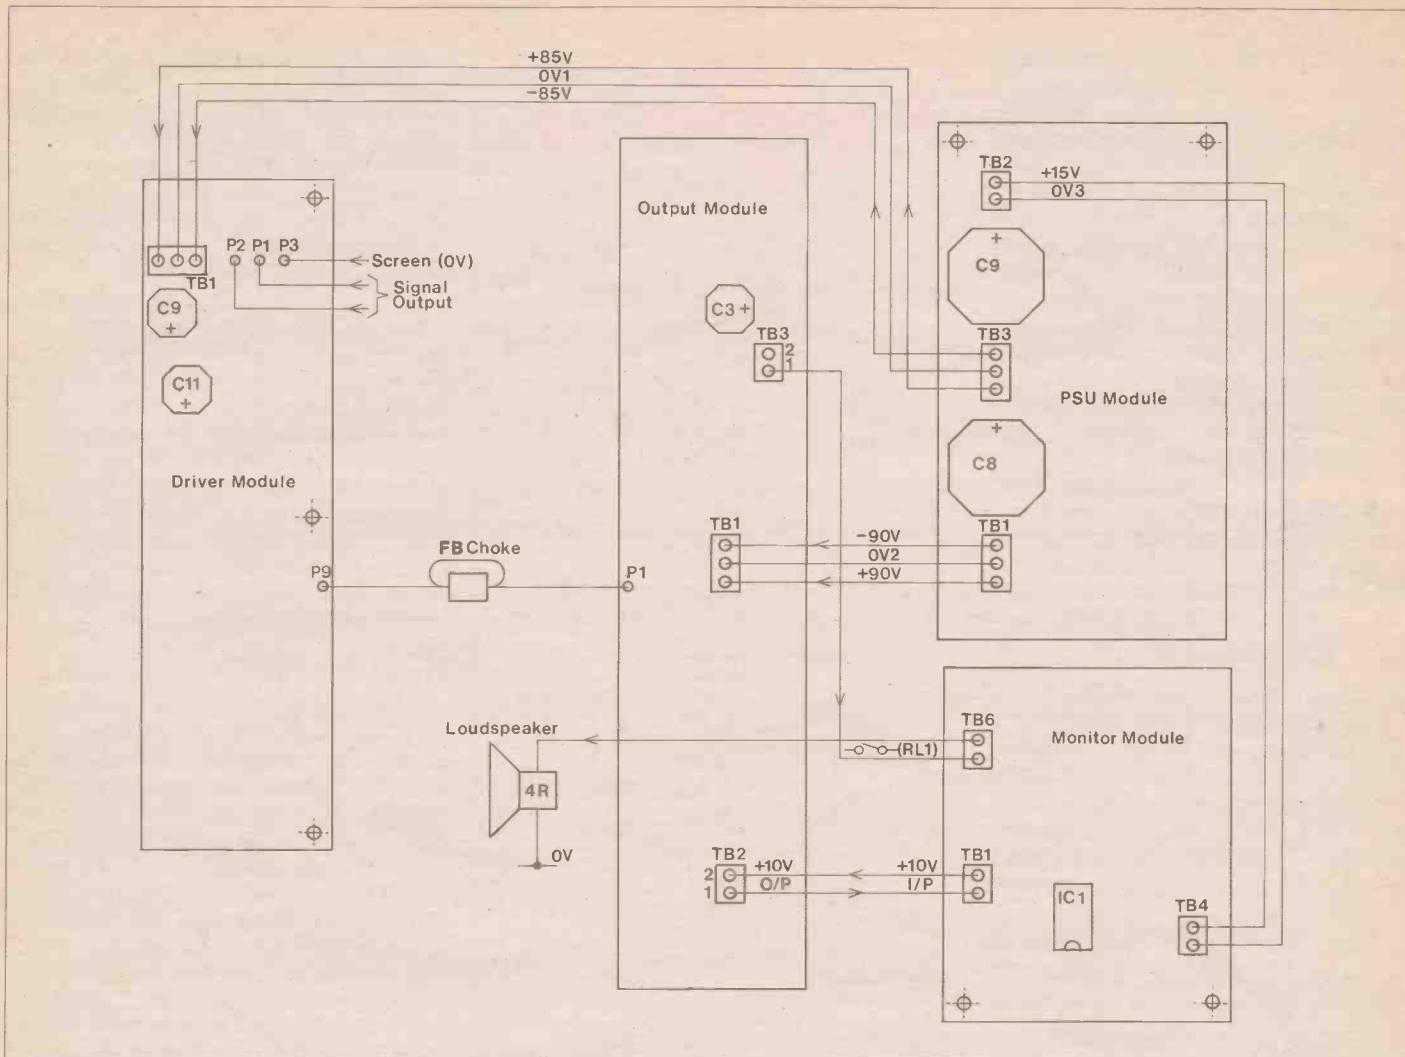 +85V
0V1
-85V
TB2
+15V
0V3
Output Module
P2 P1 P3
Screen (0V)
TB1
Signal
Output
C9
+
C9
+
C3+
TB3
2
1
TB3
C11
+
PSU Module
+
C8
Driver Module
TB1
-90V
0V2
+90V
TB1
FB Choke
P9
P1
Loudspeaker
4R
0V
TB6
(RL1)
Monitor Module
TB2
2
1
+10V
O/P
+10V
I/P
TB1
IC1
TB4